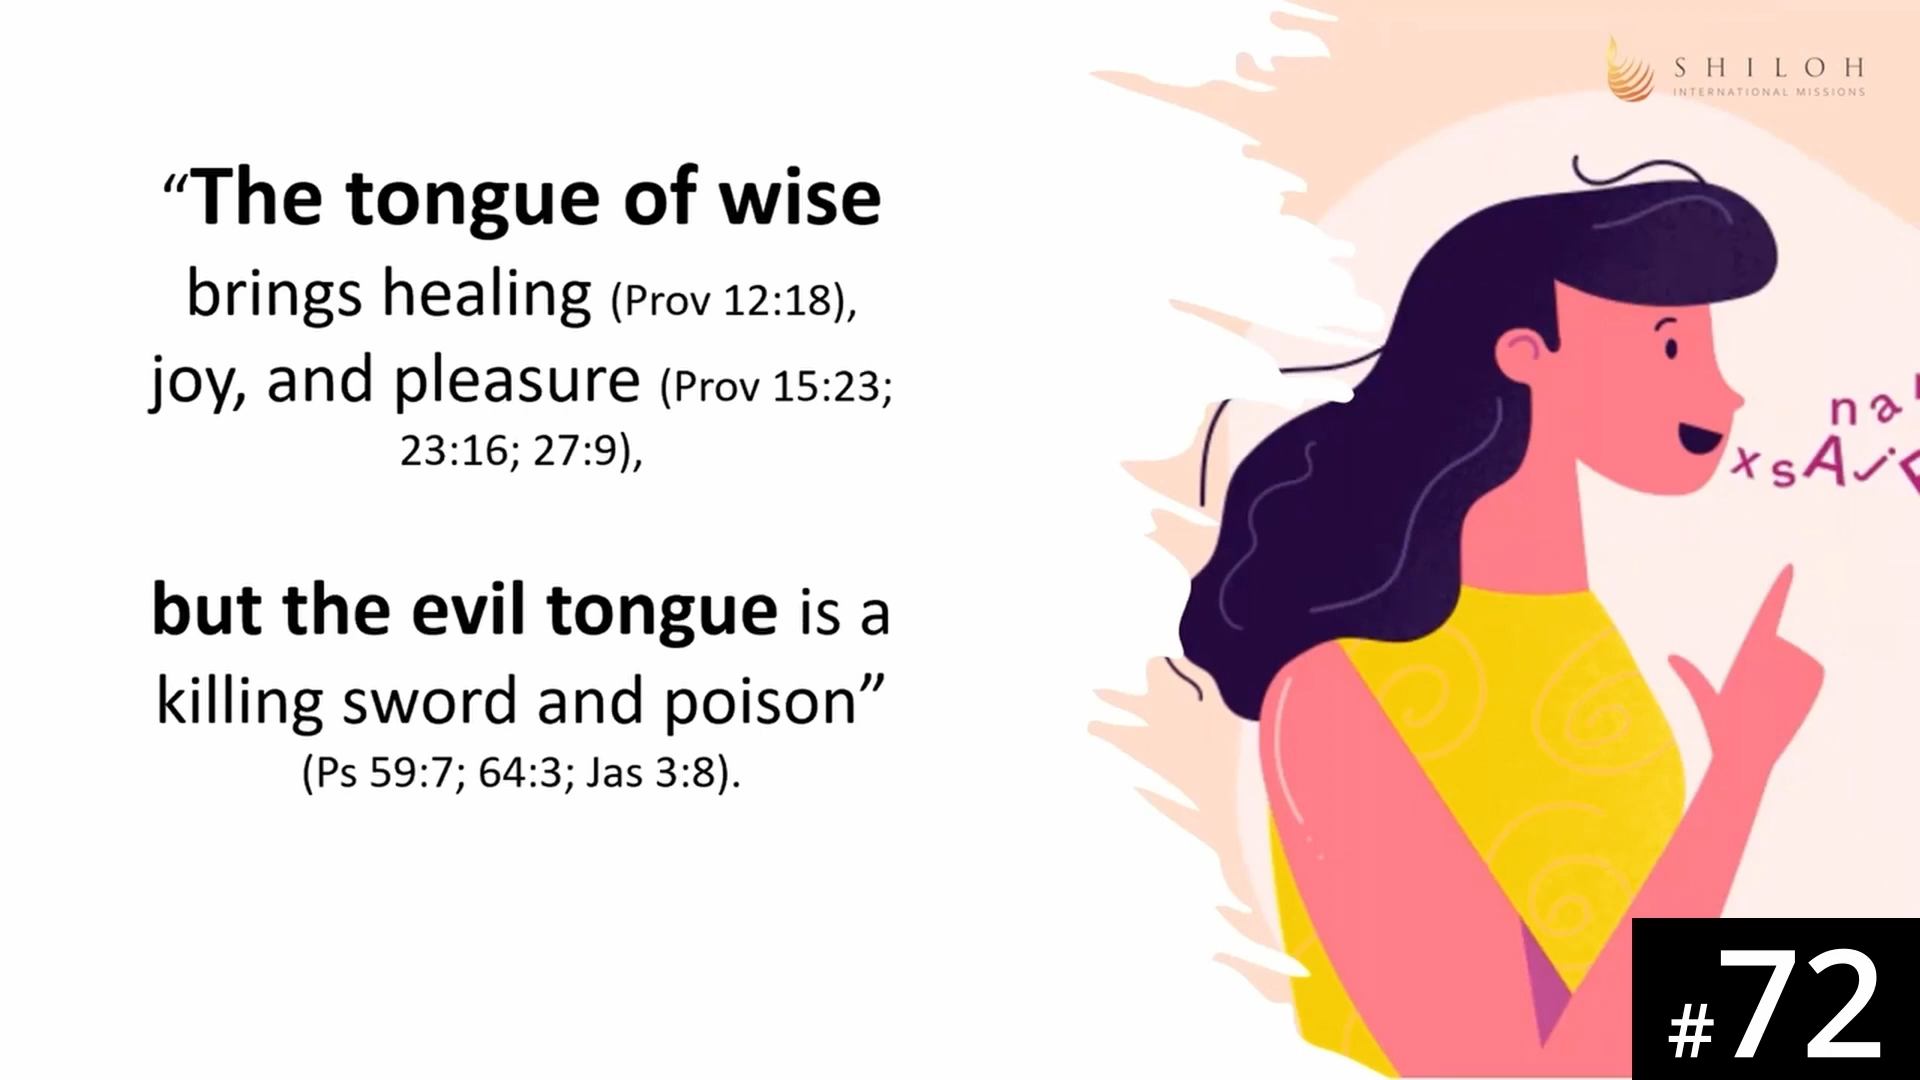 SHILOH
INTERNATIONAL MISSIONS
“The tongue of wise
brings healing (Prov 12:18),
joy, and pleasure (Prov 15:23;
23:16; 27:9),
but the evil tongue is a
killing sword and poison”
(Ps 59:7; 64:3; Jas 3:8).
n a
x s A
#72